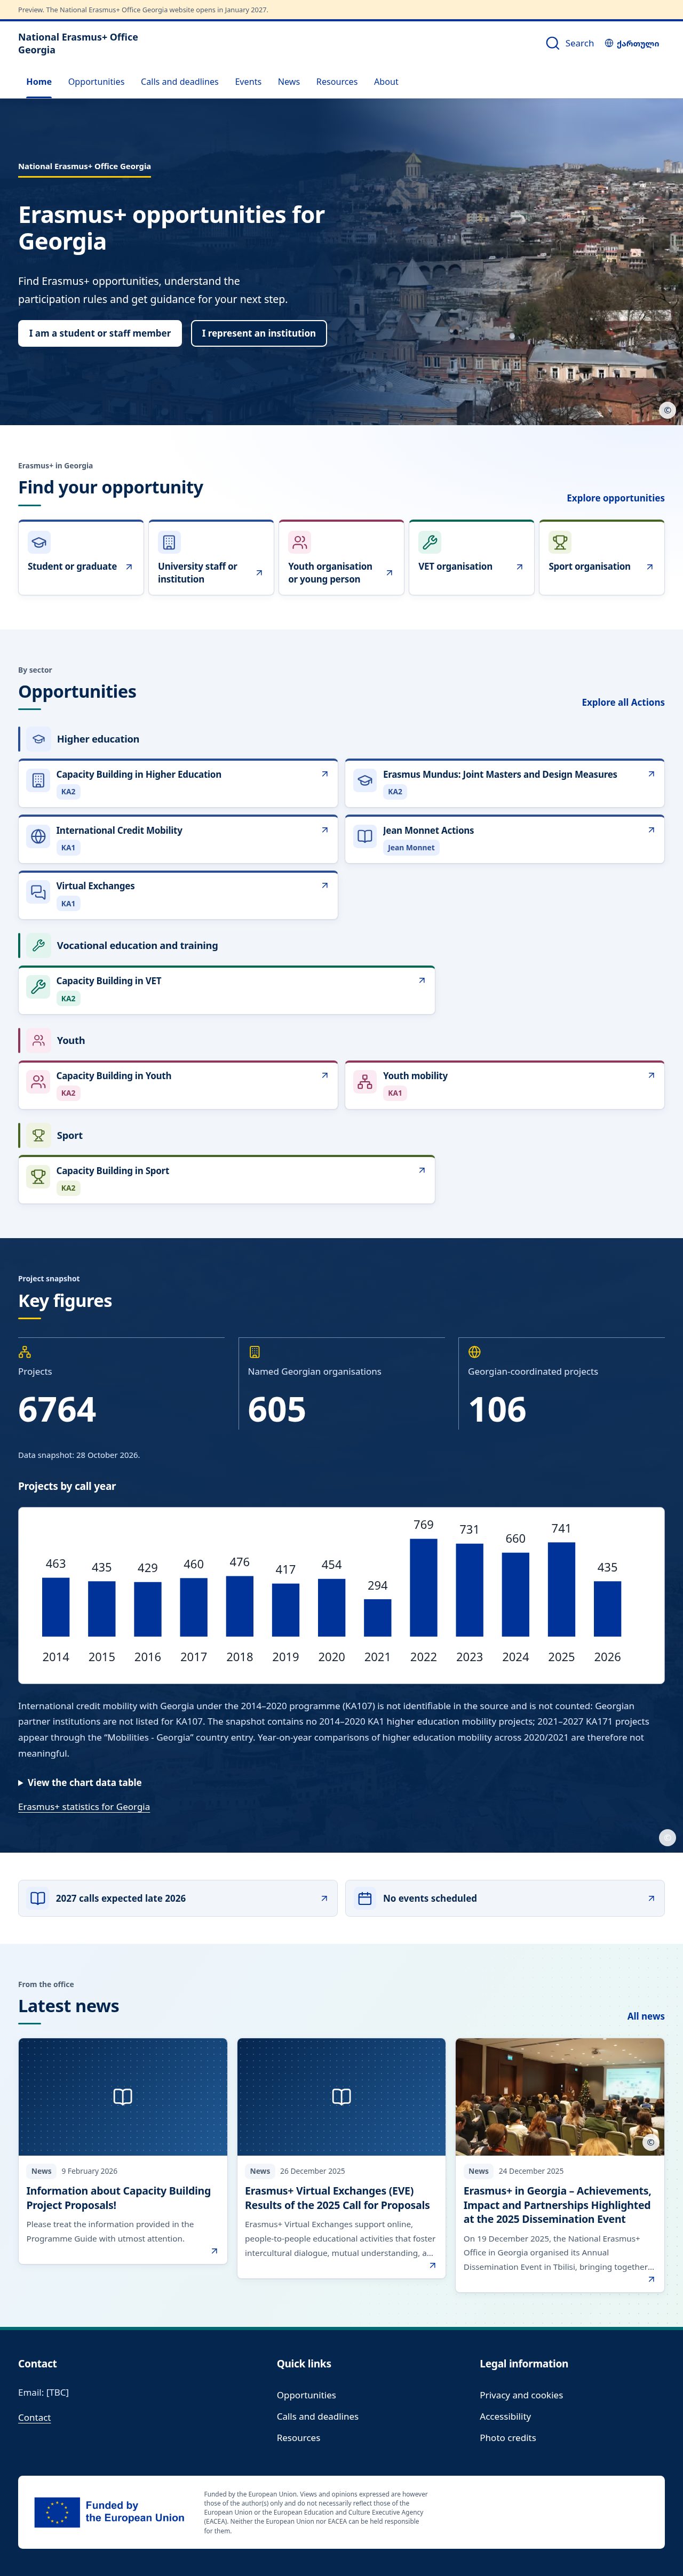 Preview. The National Erasmus+ Office Georgia website opens in January 2027.
National Erasmus+ Office
Georgia
Search
ქართული
Home
Opportunities
Calls and deadlines
Events
News
Resources
About
National Erasmus+ Office Georgia
Erasmus+ opportunities for
Georgia
Find Erasmus+ opportunities, understand the
participation rules and get guidance for your next step.
I am a student or staff member
I represent an institution
©
Erasmus+ in Georgia
Find your opportunity
Explore opportunities
Student or graduate
University staff or
institution
Youth organisation
or young person
VET organisation
Sport organisation
By sector
Opportunities
Explore all Actions
Higher education
Capacity Building in Higher Education
KA2
Erasmus Mundus: Joint Masters and Design Measures
KA2
International Credit Mobility
KA1
Jean Monnet Actions
Jean Monnet
Virtual Exchanges
KA1
Vocational education and training
Capacity Building in VET
KA2
Youth
Capacity Building in Youth
KA2
Youth mobility
KA1
Sport
Capacity Building in Sport
KA2
Project snapshot
Key figures
Projects
6764
Named Georgian organisations
605
Georgian-coordinated projects
106
Data snapshot: 28 October 2026.
Projects by call year
463 435 429 460 476 417 454 294 769 731 660 741 435
2014 2015 2016 2017 2018 2019 2020 2021 2022 2023 2024 2025 2026
International credit mobility with Georgia under the 2014–2020 programme (KA107) is not identifiable in the source and is not counted: Georgian
partner institutions are not listed for KA107. The snapshot contains no 2014–2020 KA1 higher education mobility projects; 2021–2027 KA171 projects
appear through the “Mobilities - Georgia” country entry. Year-on-year comparisons of higher education mobility across 2020/2021 are therefore not
meaningful.
View the chart data table
Erasmus+ statistics for Georgia
©
2027 calls expected late 2026
No events scheduled
From the office
Latest news
All news
News 9 February 2026
Information about Capacity Building
Project Proposals!
Please treat the information provided in the
Programme Guide with utmost attention.
News 26 December 2025
Erasmus+ Virtual Exchanges (EVE)
Results of the 2025 Call for Proposals
Erasmus+ Virtual Exchanges support online,
people-to-people educational activities that foster
intercultural dialogue, mutual understanding, a...
©
News 24 December 2025
Erasmus+ in Georgia – Achievements,
Impact and Partnerships Highlighted
at the 2025 Dissemination Event
On 19 December 2025, the National Erasmus+
Office in Georgia organised its Annual
Dissemination Event in Tbilisi, bringing together...
Contact
Email: [TBC]
Contact
Quick links
Opportunities
Calls and deadlines
Resources
Legal information
Privacy and cookies
Accessibility
Photo credits
Funded by
the European Union
Funded by the European Union. Views and opinions expressed are however
those of the author(s) only and do not necessarily reflect those of the
European Union or the European Education and Culture Executive Agency
(EACEA). Neither the European Union nor EACEA can be held responsible
for them.